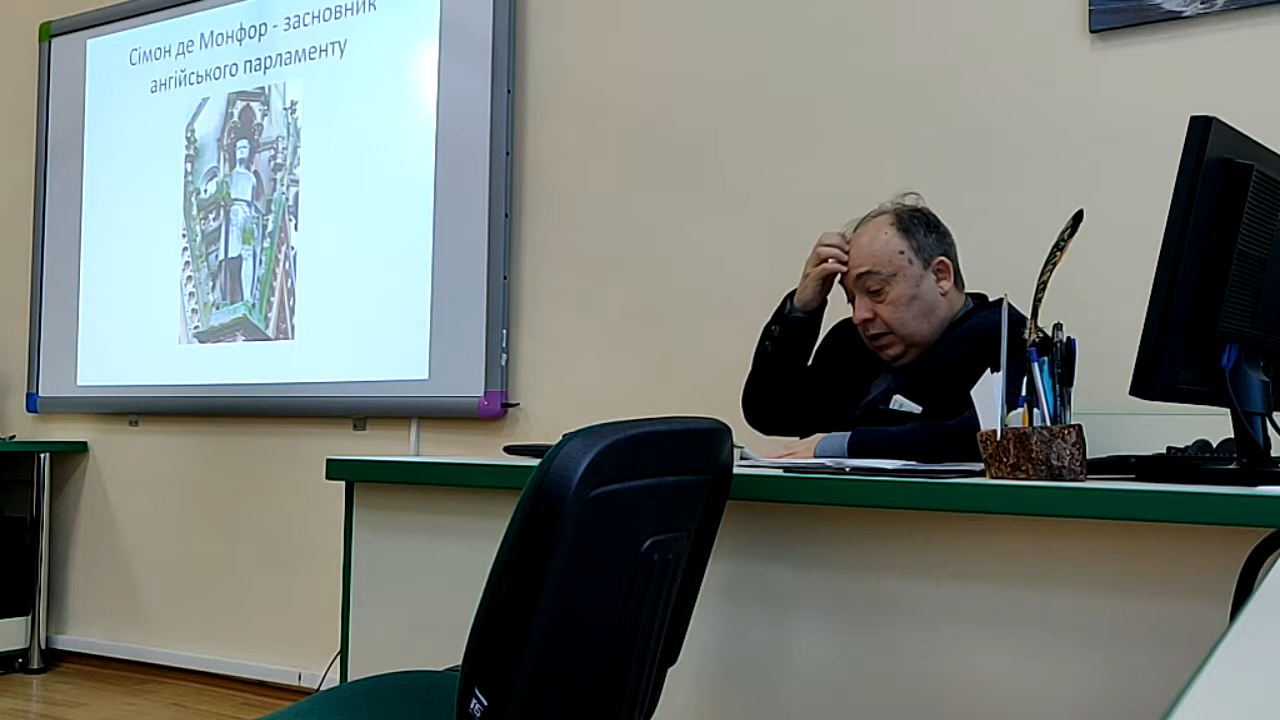 Сімон де Монфор - засновник
ангійського парламенту